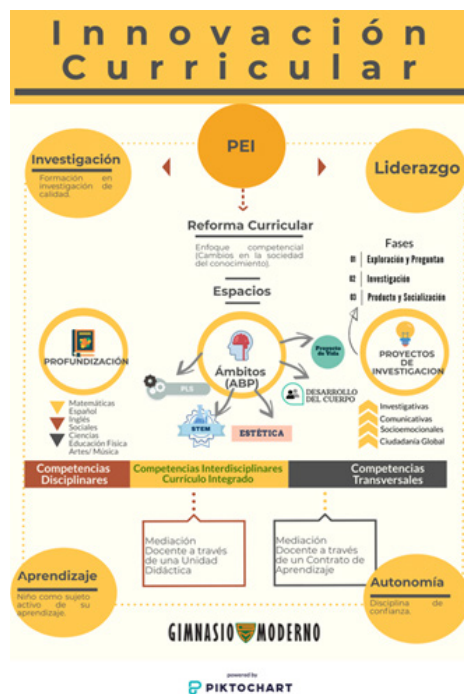 Innovación
Curricular
PEI
Investigación
Formación en
investigación de
calidad.
Liderazgo
Reforma Curricular
Enfoque competencial
(Cambios en la sociedad
del conocimiento).
Espacios
Fases
01 Exploración y Preguntan
02 Investigación
03 Producto y Socialización
PROFUNDIZACIÓN
Ámbitos
(ABP)
Proyecto
de Vida
PROYECTOS
DE
INVESTIGACION
PLS
DESARROLLO
DEL CUERPO
STEM
ESTÉTICA
Matemáticas
Español
Inglés
Sociales
Ciencias
Educación Física
Artes/ Música
Investigativas
Comunicativas
Socioemocionales
Ciudadanía Global
Competencias
Disciplinares
Competencias Interdisciplinares
Currículo Integrado
Competencias
Transversales
Mediación
Docente a través
de una Unidad
Didáctica
Mediación
Docente a través
de un Contrato de
Aprendizaje
Aprendizaje
Niño como sujeto
activo de su
aprendizaje.
Autonomía
Disciplina de
confianza.
GIMNASIO MODERNO
powered by
PIKTOCHART